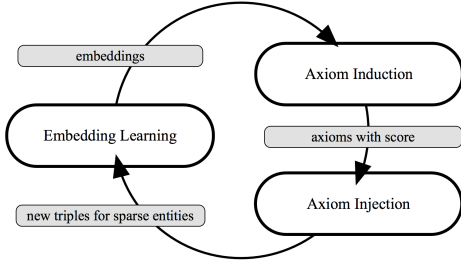 embeddings
Axiom Induction
Embedding Learning
axioms with score
new triples for sparse entities
Axiom Injection